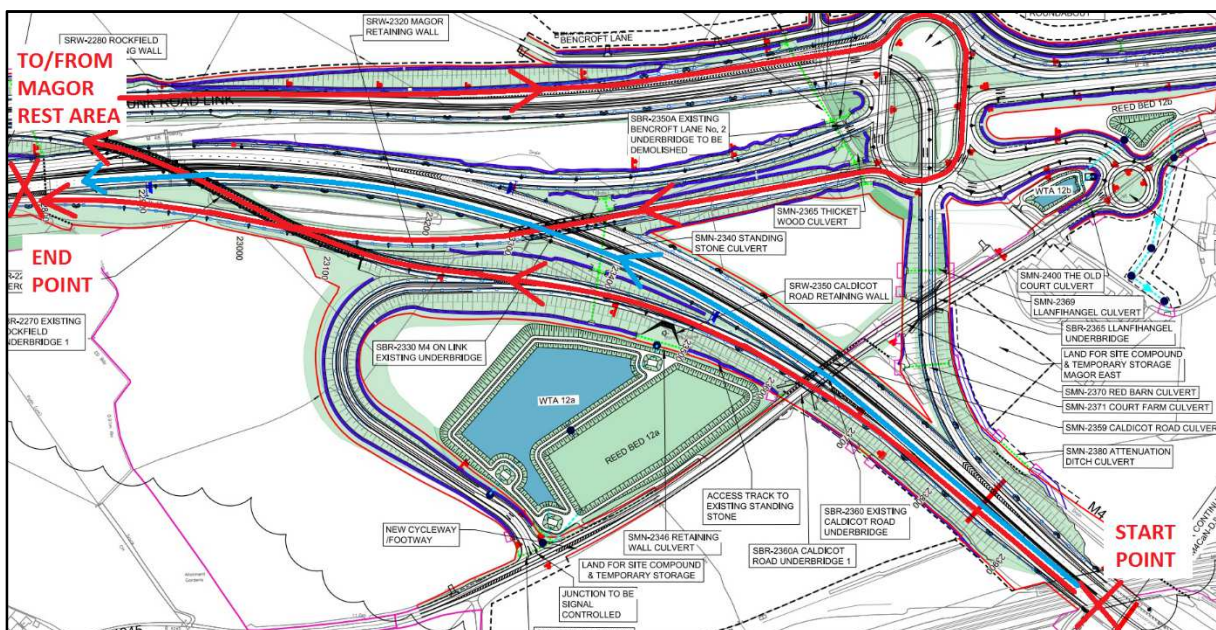 SRW-2320 MAGOR
RETAINING WALL
BENCROFT LANE
ROUNDABOUT
SRW-2280 ROCKFIELD
WALL
TO/FROM
MAGOR
REST AREA
ROAD LINK
SBR-2350A EXISTING
BENCROFT LANE No, 2
UNDERBRIDGE TO BE
DEMOLISHED
REED BED 12b
WTA 12b
SMN-2365 THICKET
WOOD CULVERT
SMN-2340 STANDING
STONE CULVERT
SRW-2350 CALDICOT
ROAD RETAINING WALL
SMN-2400 THE OLD
COURT CULVERT
SMN-2369
LLANFIHANGEL CULVERT
SBR-2365 LLANFIHANGEL
UNDERBRIDGE
LAND FOR SITE COMPOUND
& TEMPORARY STORAGE
MAGOR EAST
SMN-2370 RED BARN CULVERT
SMN-2371 COURT FARM CULVERT
SMN-2359 CALDICOT ROAD CULVER
SMN-2380 ATTENUATION
DITCH CULVERT
END
POINT
23000
23100
BR-2270 EXISTING
OCKFIELD
NDERBRIDGE 1
SBR-2330 M4 ON LINK
EXISTING UNDERBRIDGE
WTA 12a
REED BED 12a
ACCESS TRACK TO
EXISTING STANDING
STONE
SBR-2360 EXISTING
CALDICOT ROAD
UNDERBRIDGE
M4
START
POINT
NEW CYCLEWAY
/FOOTWAY
SMN-2346 RETAINING
WALL CULVERT
SBR-2360A CALDICOT
ROAD UNDERBRIDGE 1
LAND FOR SITE COMPOUND
& TEMPORARY STORAGE
JUNCTION TO BE
SIGNAL
CONTROLLED